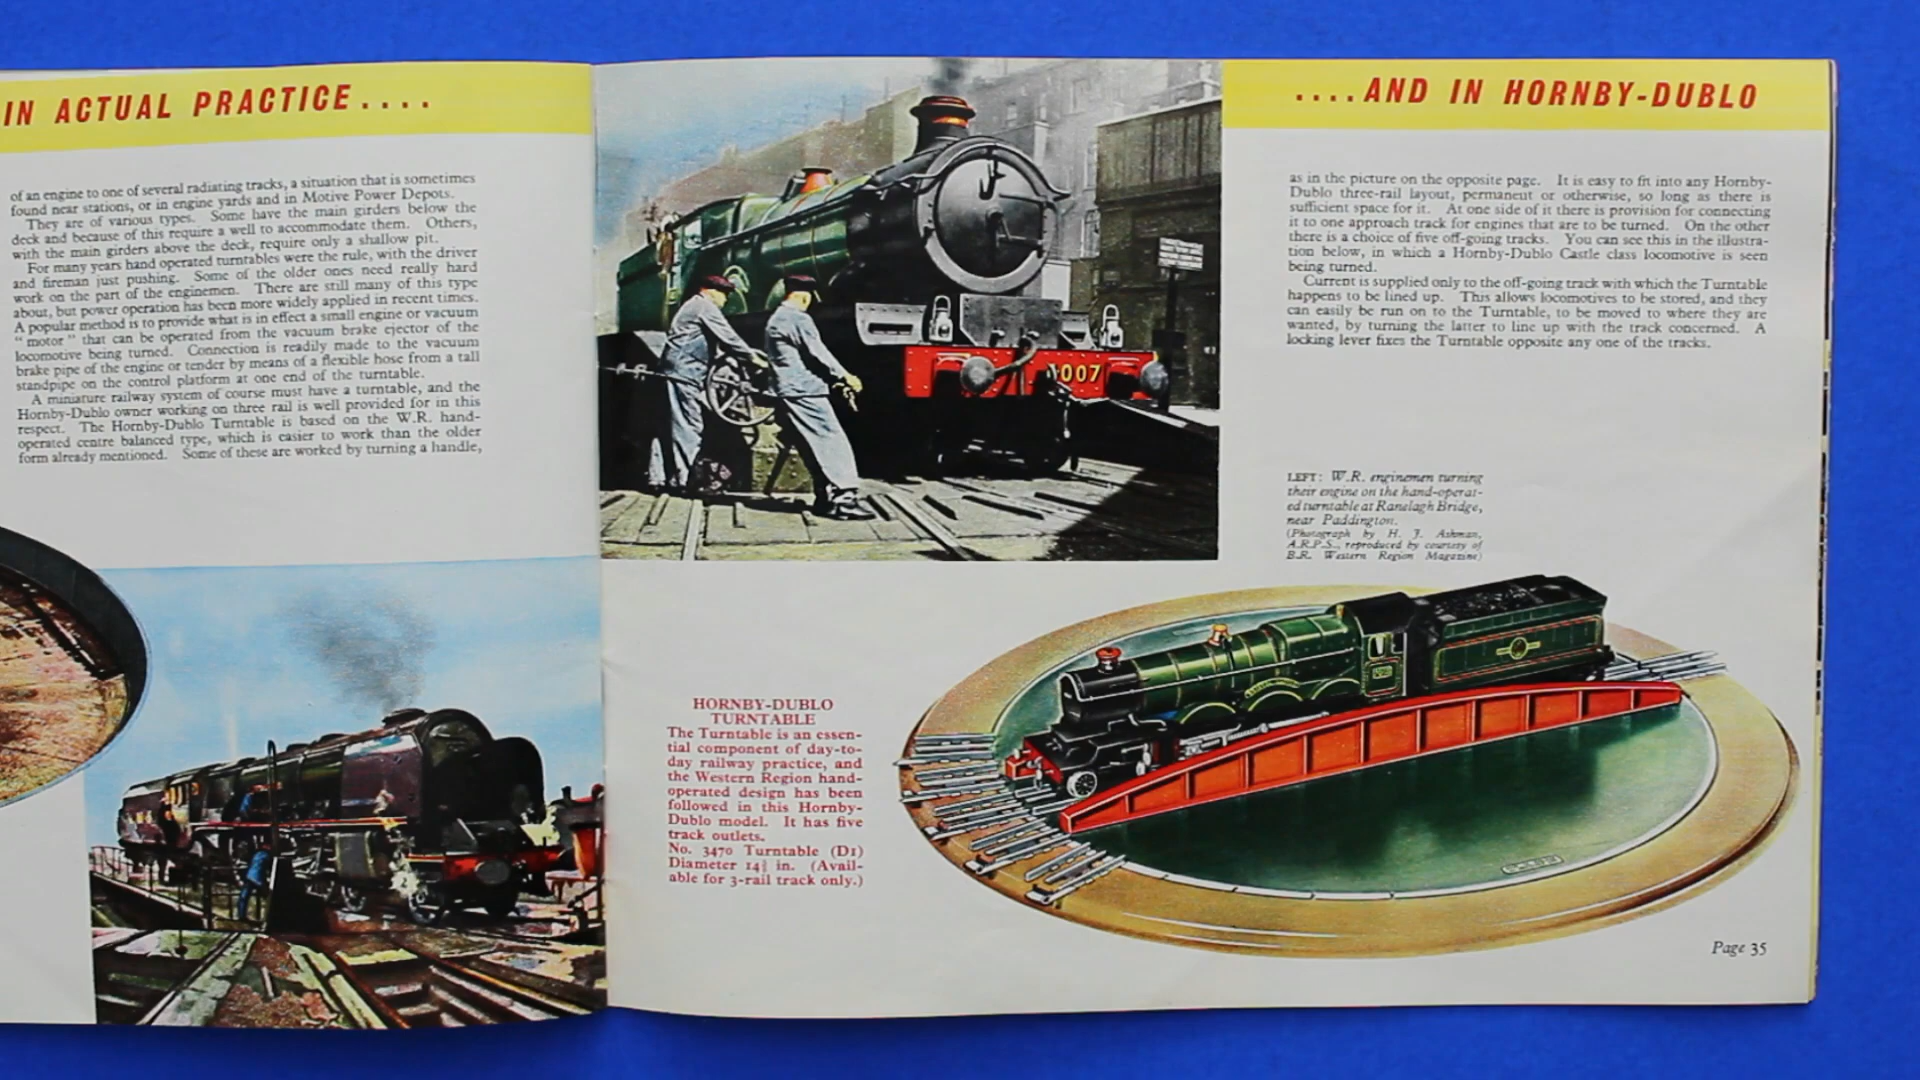 IN ACTUAL PRACTICE....
of an engine to one of several radiating tracks, a situation that is sometimes
found near stations, or in engine yards and in Motive Power Depots.
They are of various types. Some have the main girders below the
deck and because of this require a well to accommodate them. Others,
with the main girders above the deck, require only a shallow pit.
For many years hand operated turntables were the rule, with the driver
and fireman just pushing. Some of the older ones need really hard
work on the part of the enginemen. There are still many of this type
about, but power operation has been more widely applied in recent times.
A popular method is to provide what is in effect a small engine or vacuum
" motor " that can be operated from the vacuum brake ejector of the
locomotive being turned. Connection is readily made to the vacuum
brake pipe of the engine or tender by means of a flexible hose from a tall
standpipe on the control platform at one end of the turntable.
A miniature railway system of course must have a turntable, and the
Hornby-Dublo owner working on three rail is well provided for in this
respect. The Hornby-Dublo Turntable is based on the W.R. hand-
operated centre balanced type, which is easier to work than the older
form already mentioned. Some of these are worked by turning a handle,
....AND IN HORNBY-DUBLO
as in the picture on the opposite page. It is easy to fit into any Hornby-
Dublo three-rail layout, permanent or otherwise, so long as there is
sufficient space for it. At one side of it there is provision for connecting
it to one approach track for engines that are to be turned. On the other
there is a choice of five off-going tracks. You can see this in the illustra-
tion below, in which a Hornby-Dublo Castle class locomotive is seen
being turned.
Current is supplied only to the off-going track with which the Turntable
happens to be lined up. This allows locomotives to be stored, and they
can easily be run on to the Turntable, to be moved to where they are
wanted, by turning the latter to line up with the track concerned. A
locking lever fixes the Turntable opposite any one of the tracks.
007
LEFT: W.R. enginemen turning
their engine on the hand-operat-
ed turntable at Ranelagh Bridge,
near Paddington.
(Photograph by H. J. Ashman,
A.R.P.S., reproduced by courtesy of
B.R. Western Region Magazine)
HORNBY-DUBLO
TURNTABLE
The Turntable is an essen-
tial component of day-to-
day railway practice, and
the Western Region hand-
operated design has been
followed in this Hornby-
Dublo model. It has five
track outlets.
No. 3470 Turntable (D1)
Diameter 14¾ in. (Avail-
able for 3-rail track only.)
Page 35